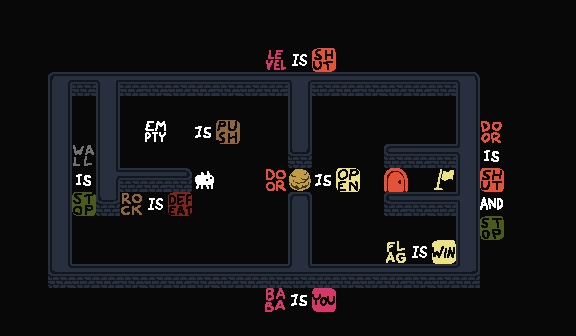 LEVEL IS SHUT
EMPTY IS PUSH
WALL IS STOP
ROCK IS DEFEAT
DOOR IS OPEN
DOOR IS SHUT AND STOP
FLAG IS WIN
BABA IS YOU